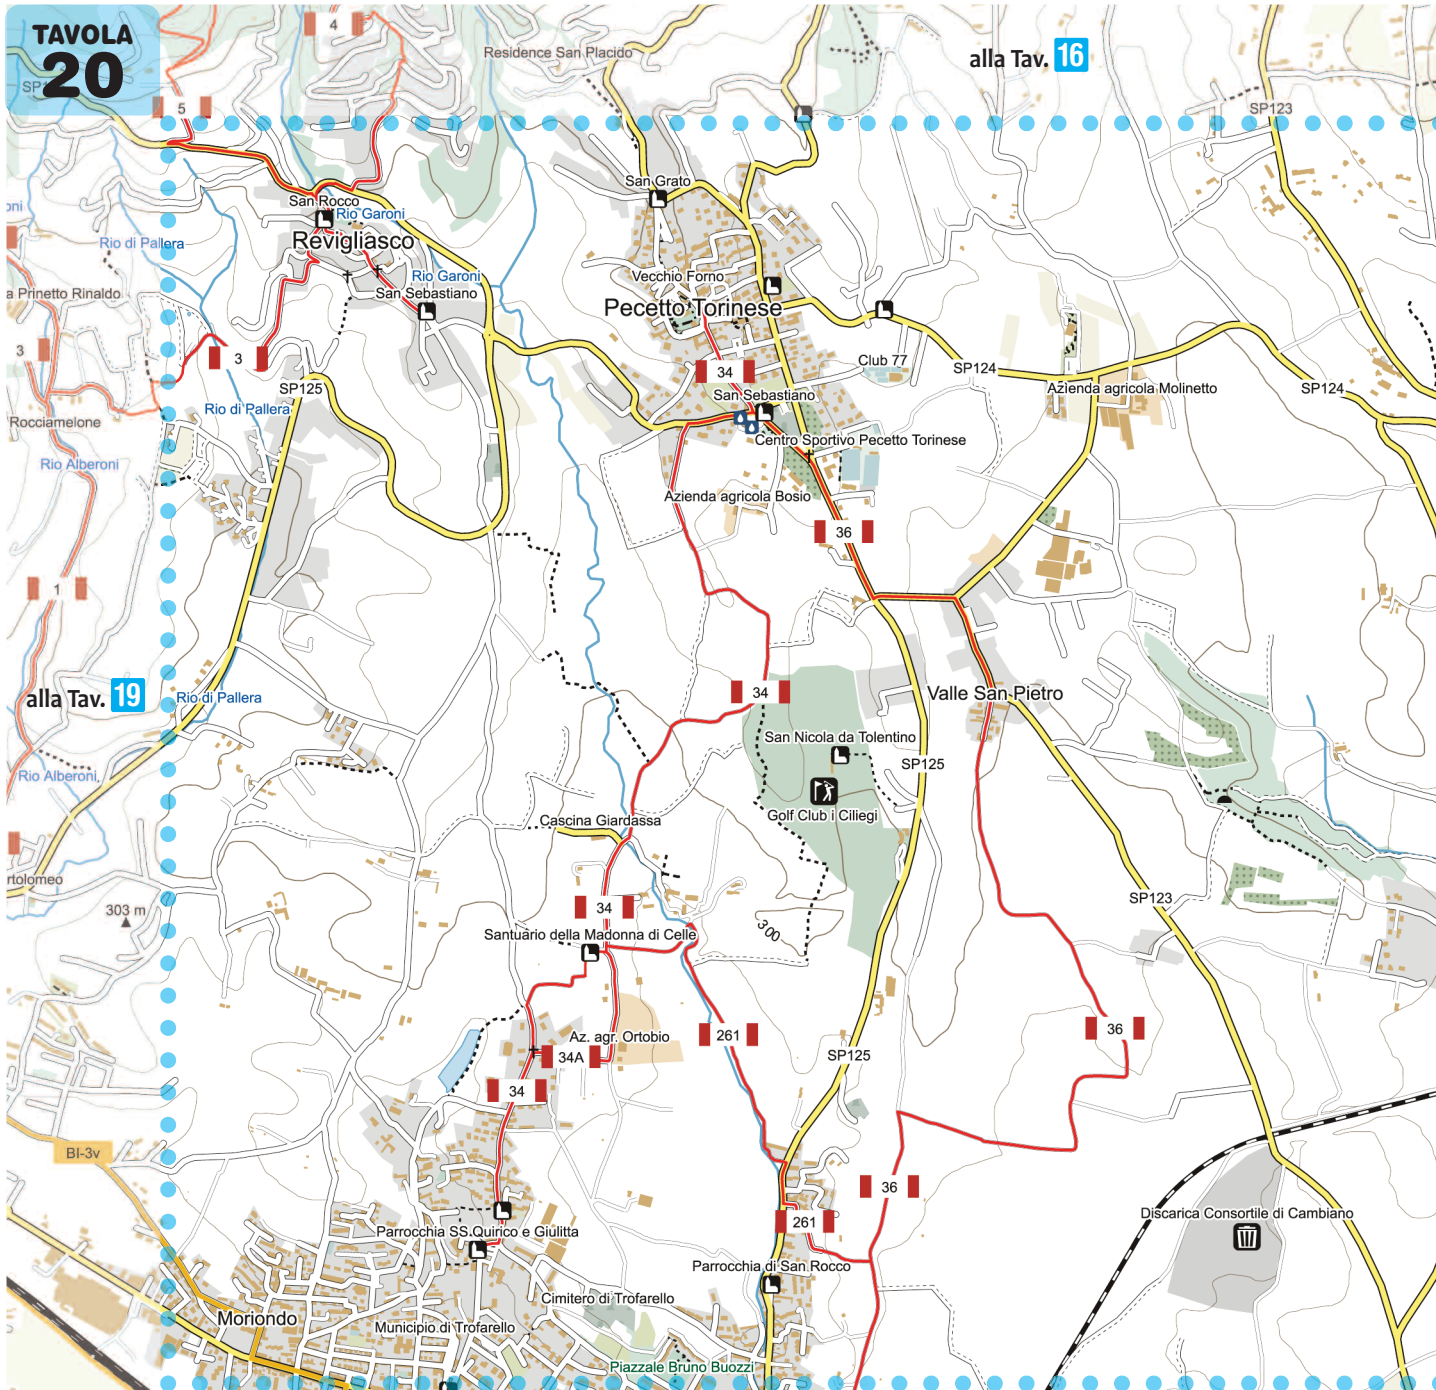 TAVOLA
20
SP
4
5
Residence San Placido
alla Tav. 16
SP123
San Rocco
Rio Garoni
oni
Revigliasco
Rio di Pallera
Rio Garoni
San Sebastiano
a Prinetto Rinaldo
3
3
SP125
Rio di Pallera
Rocciamelone
Rio Alberoni
1
San Grato
Vecchio Forno
Pecetto Torinese
34
San Sebastiano
Club 77
SP124
Azienda agricola Molinetto
SP124
Centro Sportivo Pecetto Torinese
Azienda agricola Bosio
36
alla Tav. 19
Rio di Pallera
34
Valle San Pietro
San Nicola da Tolentino
SP125
Rio Alberoni
Golf Club i Ciliegi
Cascina Giardassa
rtolomeo
303 m
34
Santuario della Madonna di Celle
300
SP123
261
36
Az. agr. Ortobio
34A
SP125
34
BI-3v
36
261
Discarica Consortile di Cambiano
Parrocchia SS.Quirico e Giulitta
Parrocchia di San Rocco
Cimitero di Trofarello
Moriondo
Municipio di Trofarello
Piazzale Bruno Buozzi